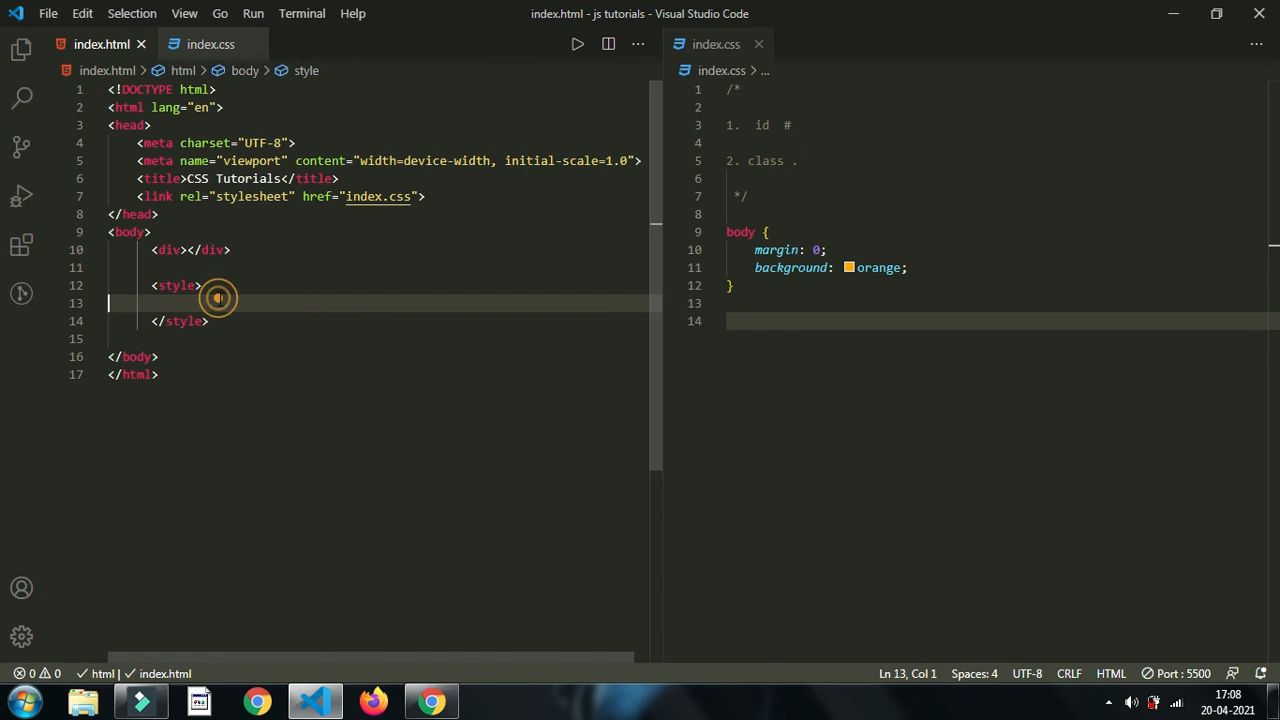 File Edit Selection View Go Run Terminal Help
index.html - js tutorials - Visual Studio Code
index.html
index.css
index.html > html > body > style
1 <!DOCTYPE html>
2 <html lang="en">
3 <head>
4 <meta charset="UTF-8">
5 <meta name="viewport" content="width=device-width, initial-scale=1.0">
6 <title>CSS Tutorials</title>
7 <link rel="stylesheet" href="index.css">
8 </head>
9 <body>
10 <div></div>
11
12 <style>
13
14 </style>
15
16 </body>
17 </html>
index.css
index.css > ...
1 /*
2
3 1. id #
4
5 2. class .
6
7 */
8
9 body {
10 margin: 0;
11 background: orange;
12 }
13
14
0 0 html | index.html
Ln 13, Col 1 Spaces: 4 UTF-8 CRLF HTML Port : 5500
17:08
20-04-2021